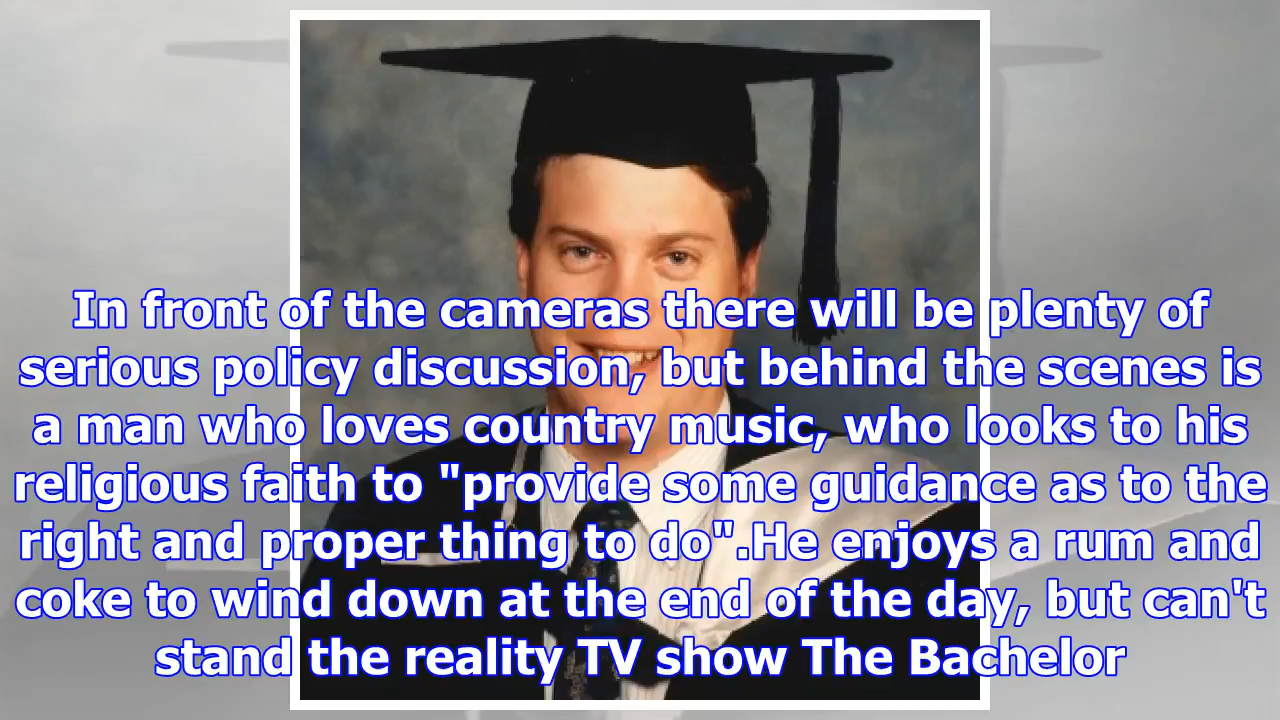 In front of the cameras there will be plenty of
serious policy discussion, but behind the scenes is
a man who loves country music, who looks to his
religious faith to "provide some guidance as to the
right and proper thing to do".He enjoys a rum and
coke to wind down at the end of the day, but can't
stand the reality TV show The Bachelor